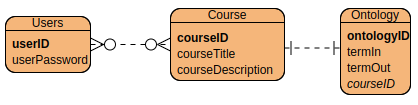 Users
userID
userPassword
Course
courseID
courseTitle
courseDescription
Ontology
ontologyID
termIn
termOut
courseID